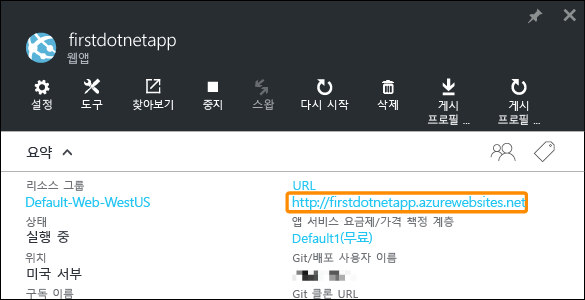 firstdotnetapp
웹앱
설정
도구
찾아보기
중지
스왑
다시 시작
삭제
게시
프로필 ...
게시
프로필 ...
요약
리소스 그룹
Default-Web-WestUS
URL
http://firstdotnetapp.azurewebsites.net
상태
실행 중
앱 서비스 요금제/가격 책정 계층
Default1(무료)
위치
미국 서부
Git/배포 사용자 이름
구독 이름
Git 클론 URL